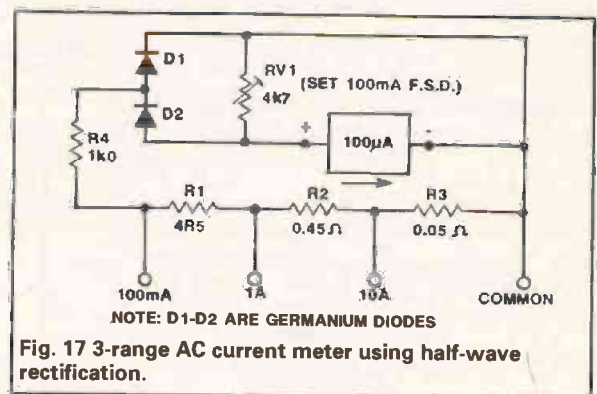 D1
RV1
(SET 100mA F.S.D.)
4k7
D2
+
-
100µA
R4
1k0
R1
R2
R3
4R5
0.45Ω
0.05Ω
100mA
1A
10A
COMMON
NOTE: D1-D2 ARE GERMANIUM DIODES
Fig. 17 3-range AC current meter using half-wave
rectification.